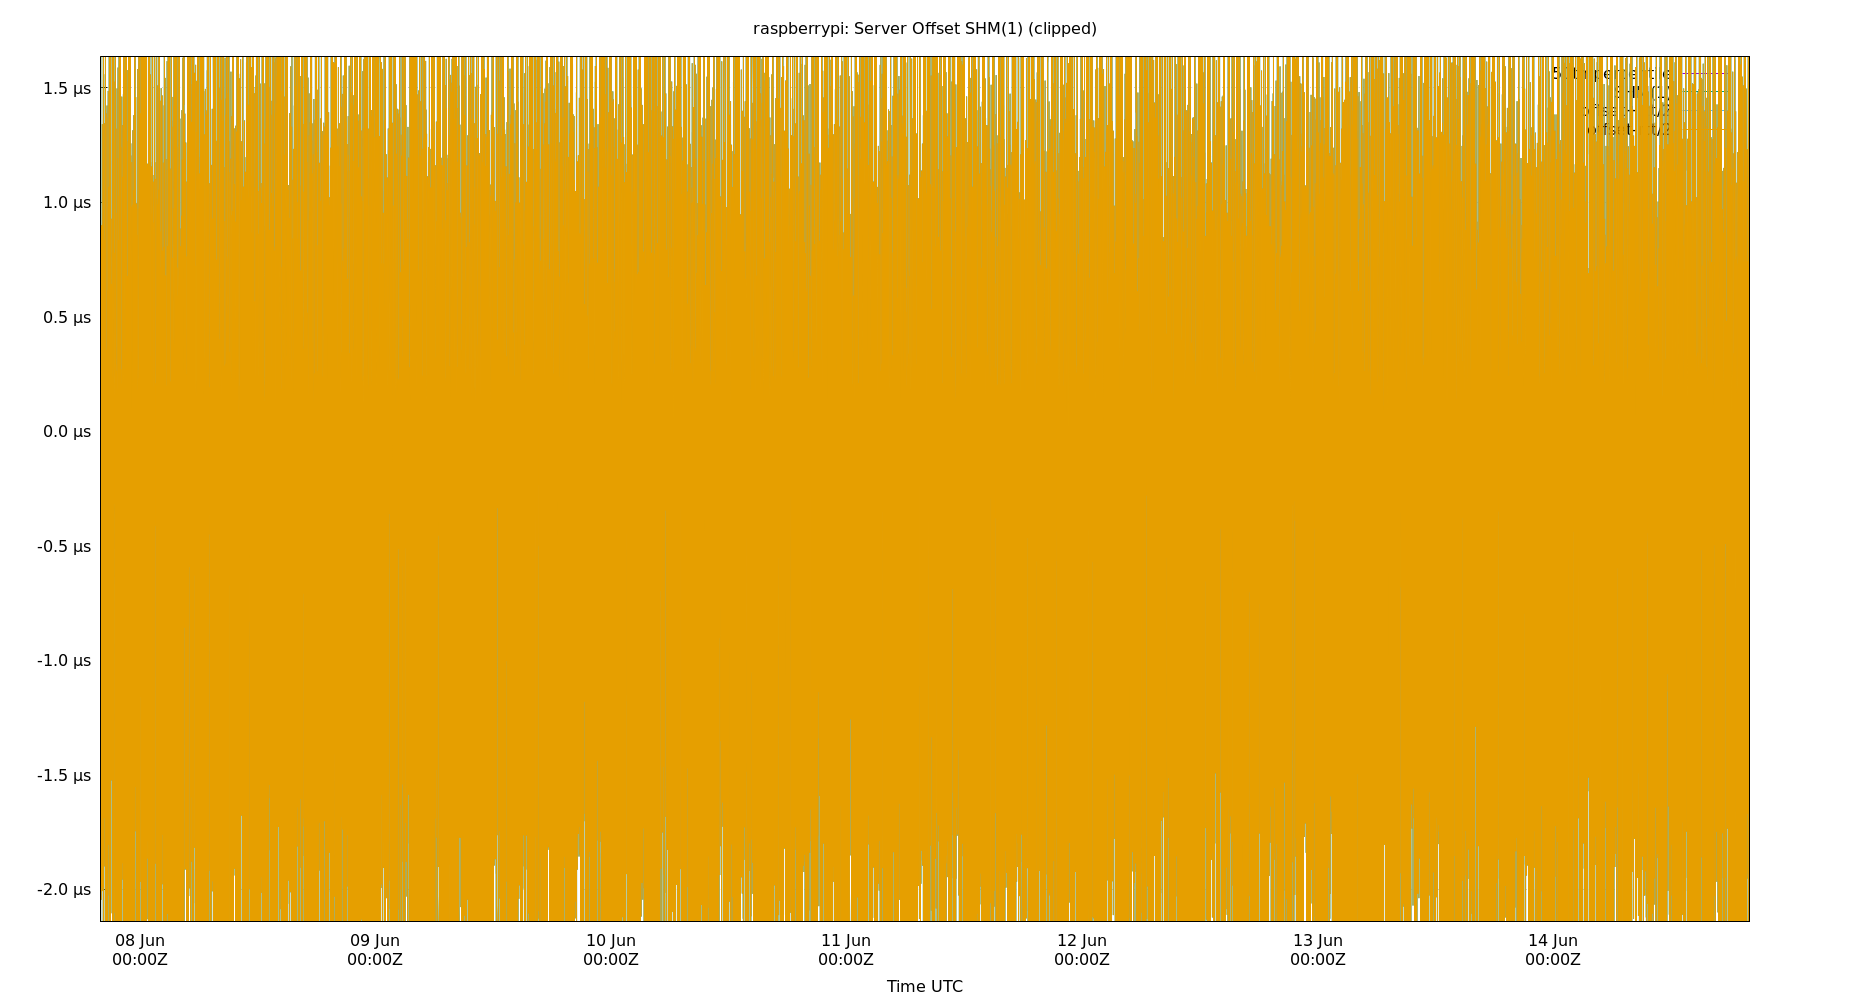 raspberrypi: Server Offset SHM(1) (clipped)
1.5 µs
1.0 µs
0.5 µs
0.0 µs
-0.5 µs
-1.0 µs
-1.5 µs
-2.0 µs
08 Jun 09 Jun 10 Jun 11 Jun 12 Jun 13 Jun 14 Jun
00:00Z 00:00Z 00:00Z 00:00Z 00:00Z 00:00Z 00:00Z
Time UTC